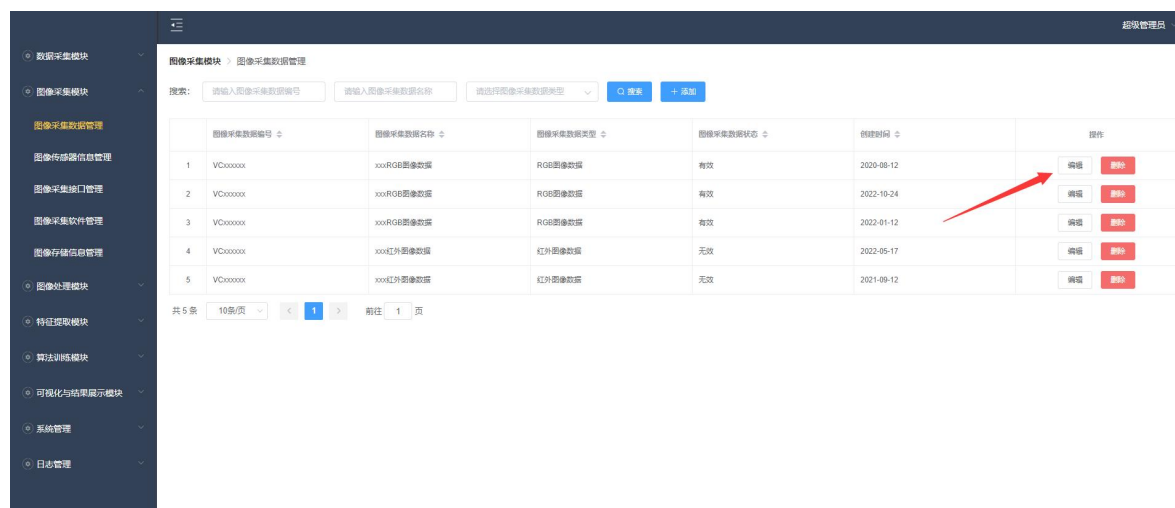 超级管理员
数据采集模块
图像采集模块
图像采集数据管理
图像传感器信息管理
图像采集接口管理
图像采集软件管理
图像存储信息管理
图像处理模块
特征提取模块
算法训练模块
可视化与结果展示模块
系统管理
日志管理
图像采集模块 > 图像采集数据管理
搜索: 请输入图像采集数据编号 请输入图像采集数据名称 请选择图像采集数据类型 搜索 + 添加
图像采集数据编号 图像采集数据名称 图像采集数据类型 图像采集数据状态 创建时间 操作
1 VCxxxxxx xxxRGB图像数据 RGB图像数据 有效 2020-08-12 编辑 删除
2 VCxxxxxx xxxRGB图像数据 RGB图像数据 有效 2022-10-24 编辑 删除
3 VCxxxxxx xxxRGB图像数据 RGB图像数据 有效 2022-01-12 编辑 删除
4 VCxxxxxx xxx红外图像数据 红外图像数据 无效 2022-05-17 编辑 删除
5 VCxxxxxx xxx红外图像数据 红外图像数据 无效 2021-09-12 编辑 删除
共 5 条 10条/页 < 1 > 前往 1 页